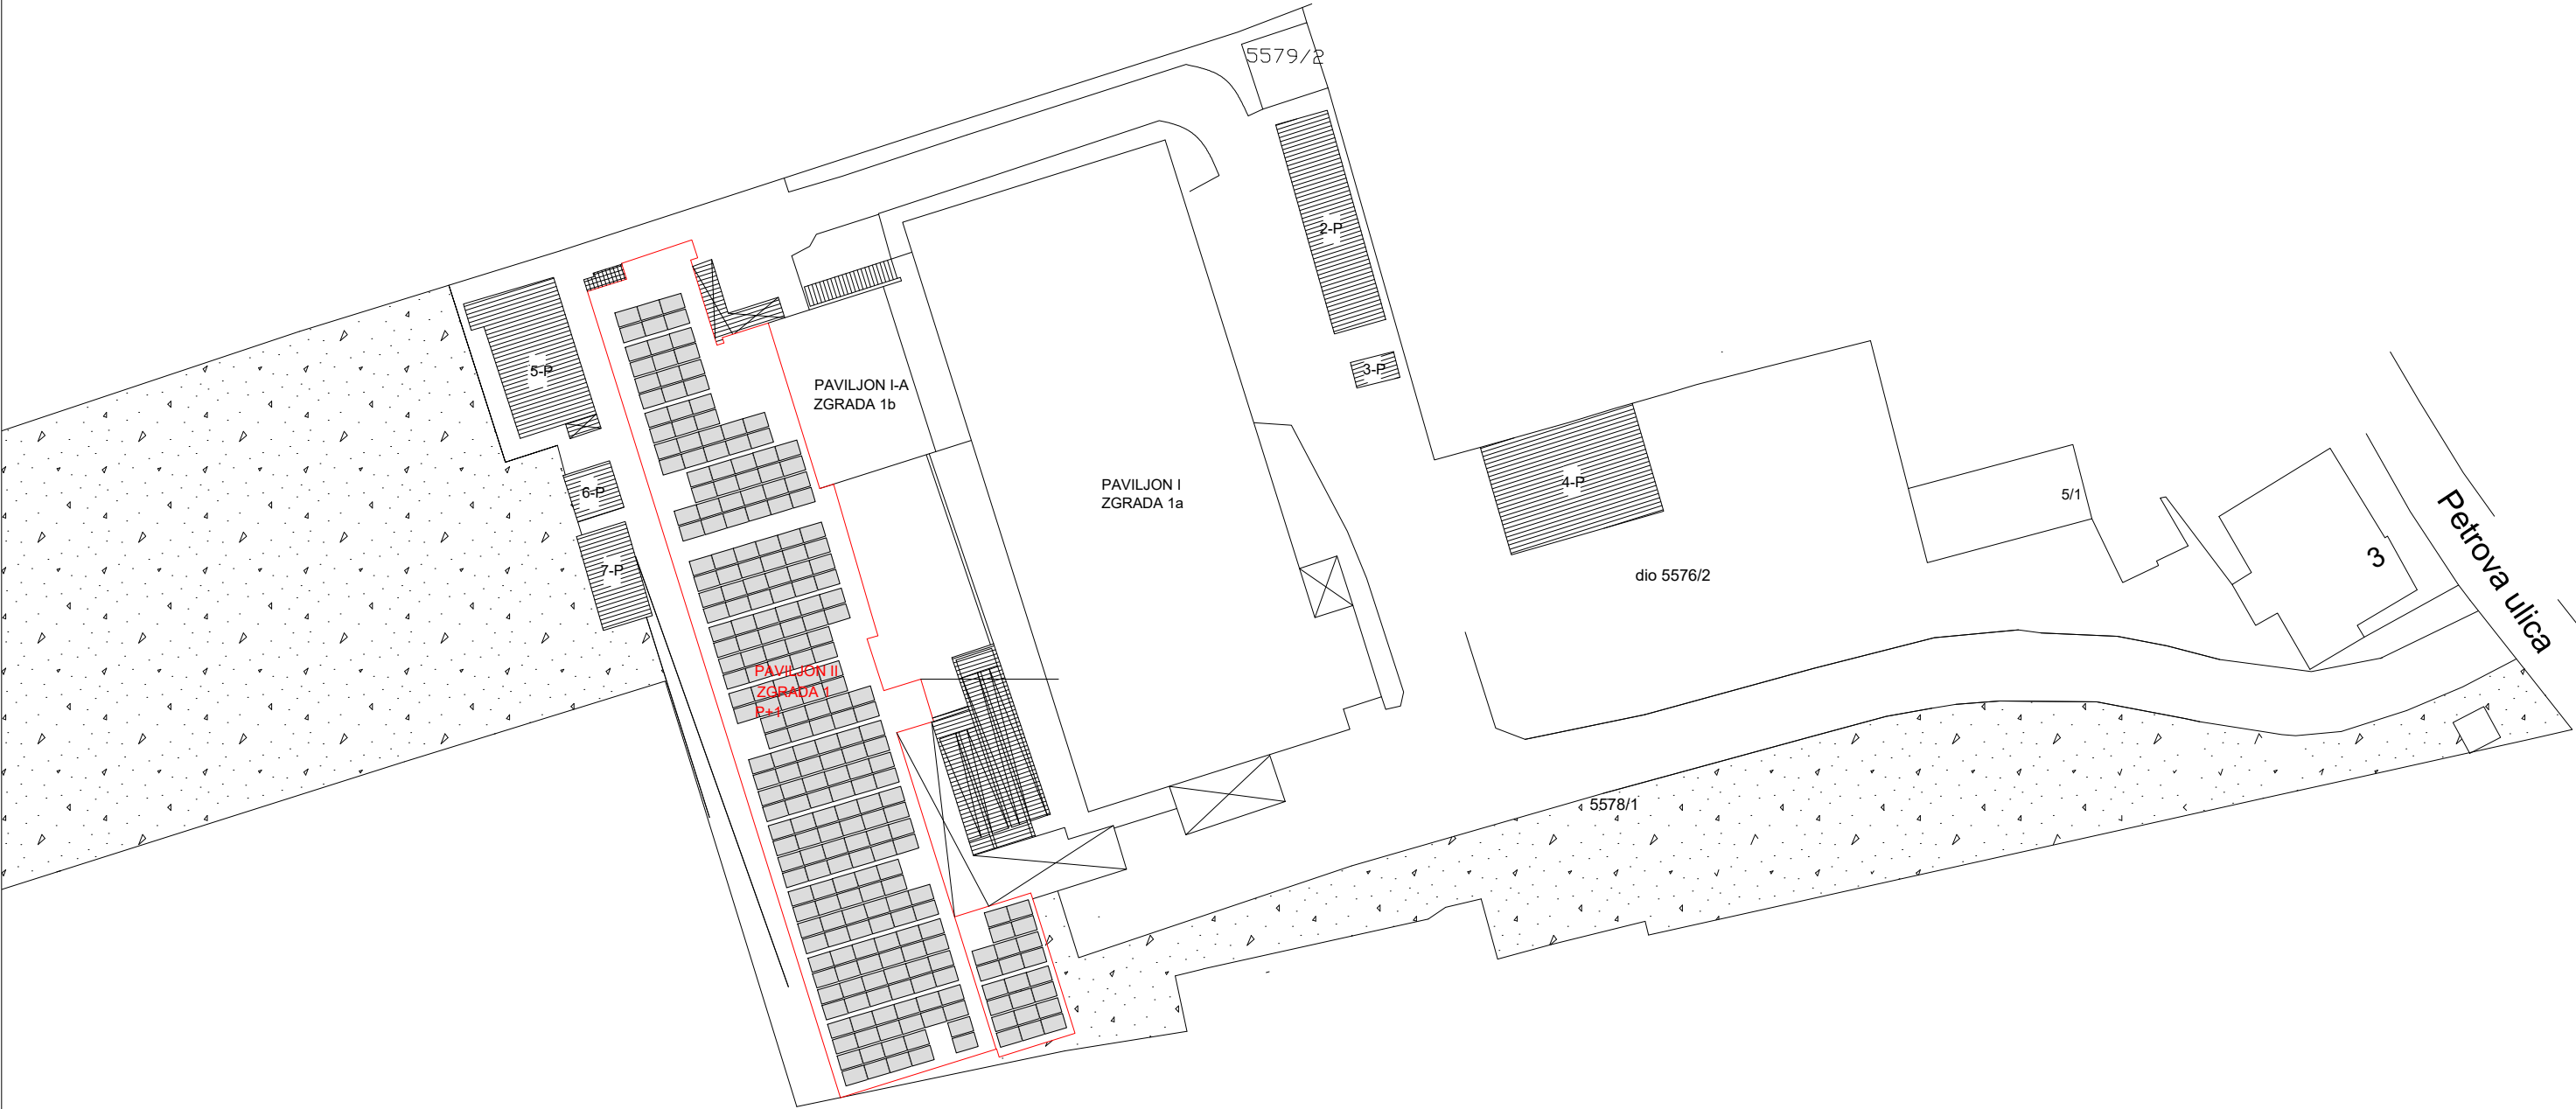 5579/2
2-P
3-P
5-P
PAVILJON I-A
ZGRADA 1b
6-P
4-P
PAVILJON I
ZGRADA 1a
5/1
7-P
dio 5576/2
3
Petrova ulica
PAVILJON II
ZGRADA 1
P+1
5578/1